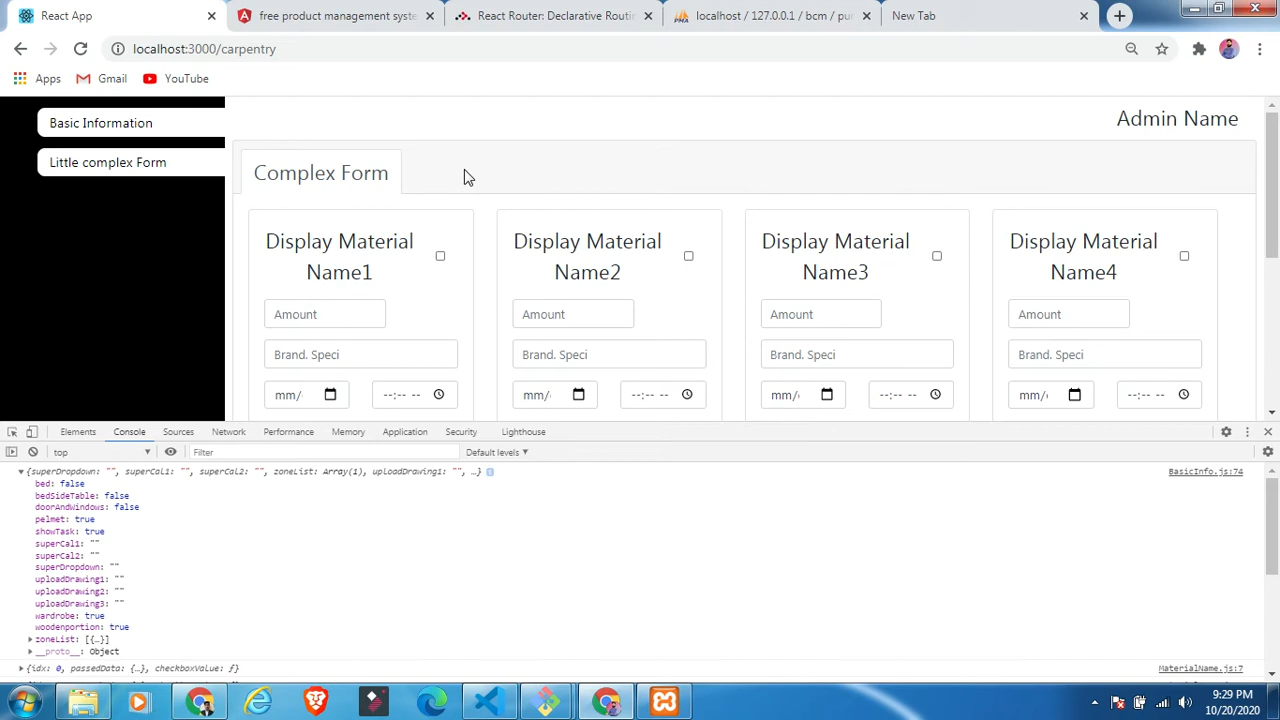 React App
free product management syste
React Router: Declarative Routin
localhost / 127.0.0.1 / bcm / pu
New Tab
localhost:3000/carpentry
Apps
Gmail
YouTube
Basic Information
Little complex Form
Admin Name
Complex Form
Display Material Name1
Display Material Name2
Display Material Name3
Display Material Name4
Amount
Amount
Amount
Amount
Brand. Speci
Brand. Speci
Brand. Speci
Brand. Speci
mm/ --:-- --
mm/ --:-- --
mm/ --:-- --
mm/ --:-- --
Elements Console Sources Network Performance Memory Application Security Lighthouse
top Filter Default levels
{superDropdown: "", superCal1: "", superCal2: "", zoneList: Array(1), uploadDrawing1: "", …} BasicInfo.js:74
bed: false
bedSideTable: false
doorAndWindows: false
pelmet: true
showTask: true
superCal1: ""
superCal2: ""
superDropdown: ""
uploadDrawing1: ""
uploadDrawing2: ""
uploadDrawing3: ""
wardrobe: true
woodenportion: true
zoneList: [{…}]
__proto__: Object
{idx: 0, passedData: {…}, checkboxValue: ƒ} MaterialName.js:7
9:29 PM
10/20/2020